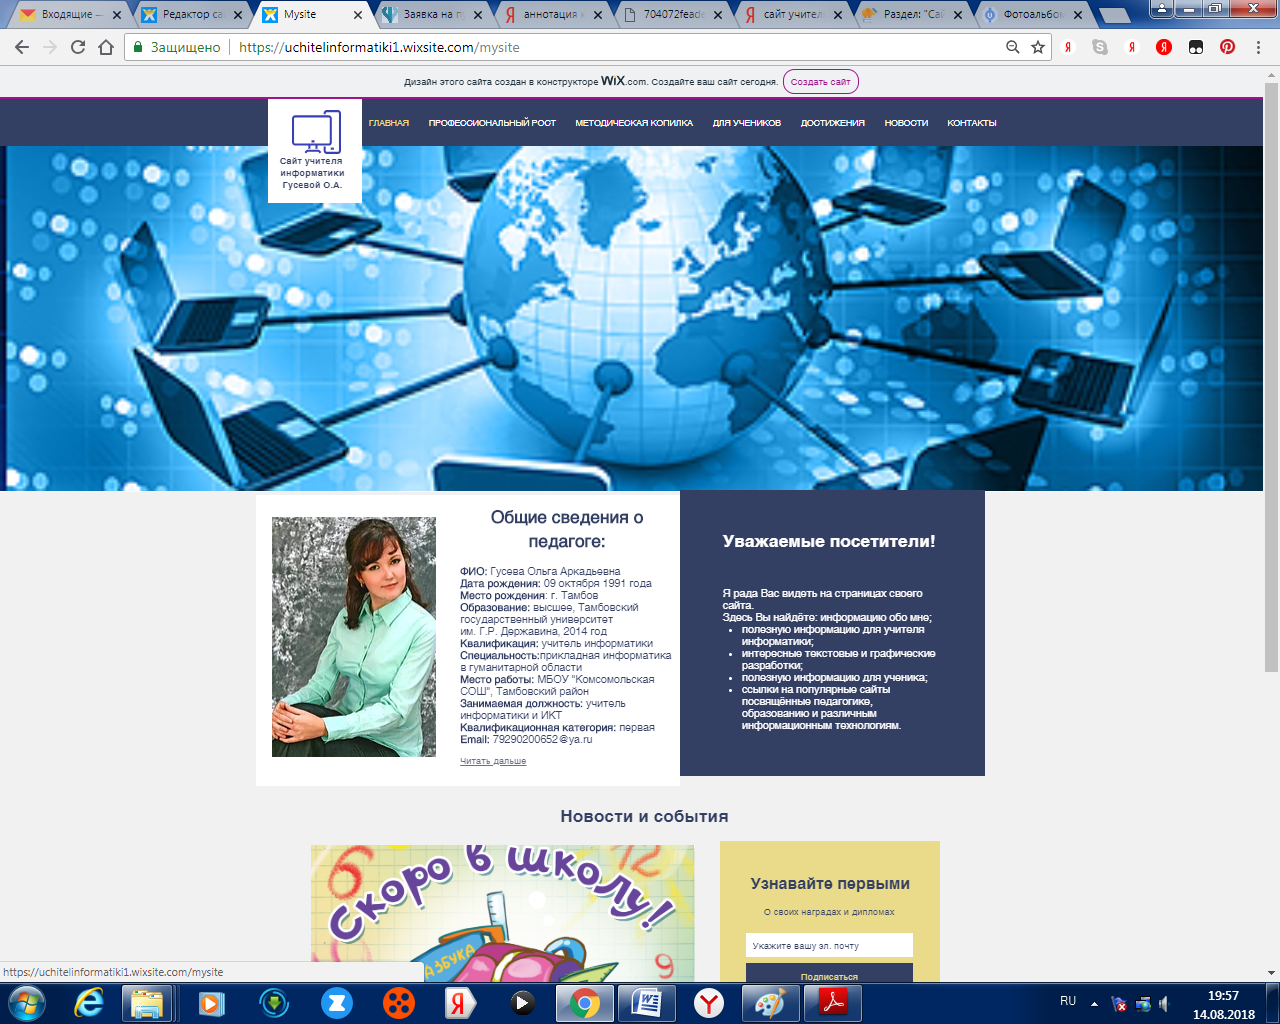 Входящие —
Редактор са
Mysite
Заявка на п
аннотация к
704072feade
сайт учител
Раздел: "Сай
Фотоальбом
Защищено
https://uchitelinformatiki1.wixsite.com/mysite
Дизайн этого сайта создан в конструкторе WiX.com. Создайте ваш сайт сегодня.
Создать сайт
Сайт учителя
информатики
Гусевой О.А.
ГЛАВНАЯ ПРОФЕССИОНАЛЬНЫЙ РОСТ МЕТОДИЧЕСКАЯ КОПИЛКА ДЛЯ УЧЕНИКОВ ДОСТИЖЕНИЯ НОВОСТИ КОНТАКТЫ
Общие сведения о
педагоге:
ФИО: Гусева Ольга Аркадьевна
Дата рождения: 09 октября 1991 года
Место рождения: г. Тамбов
Образование: высшее, Тамбовский
государственный университет
им. Г.Р. Державина, 2014 год
Квалификация: учитель информатики
Специальность:прикладная информатика
в гуманитарной области
Место работы: МБОУ "Комсомольская
СОШ", Тамбовский район
Занимаемая должность: учитель
информатики и ИКТ
Квалификационная категория: первая
Email: 79290200652@ya.ru
Читать дальше
Уважаемые посетители!
Я рада Вас видеть на страницах своего
сайта.
Здесь Вы найдёте: информацию обо мне;
полезную информацию для учителя
информатики;
интересные текстовые и графические
разработки;
полезную информацию для ученика;
ссылки на популярные сайты
посвящённые педагогике,
образованию и различным
информационным технологиям.
Новости и события
Скоро в школу!
АЗБУКА
6
12
9
Узнавайте первыми
О своих наградах и дипломах
Укажите вашу эл. почту
Подписаться
https://uchitelinformatiki1.wixsite.com/mysite
RU
19:57
14.08.2018